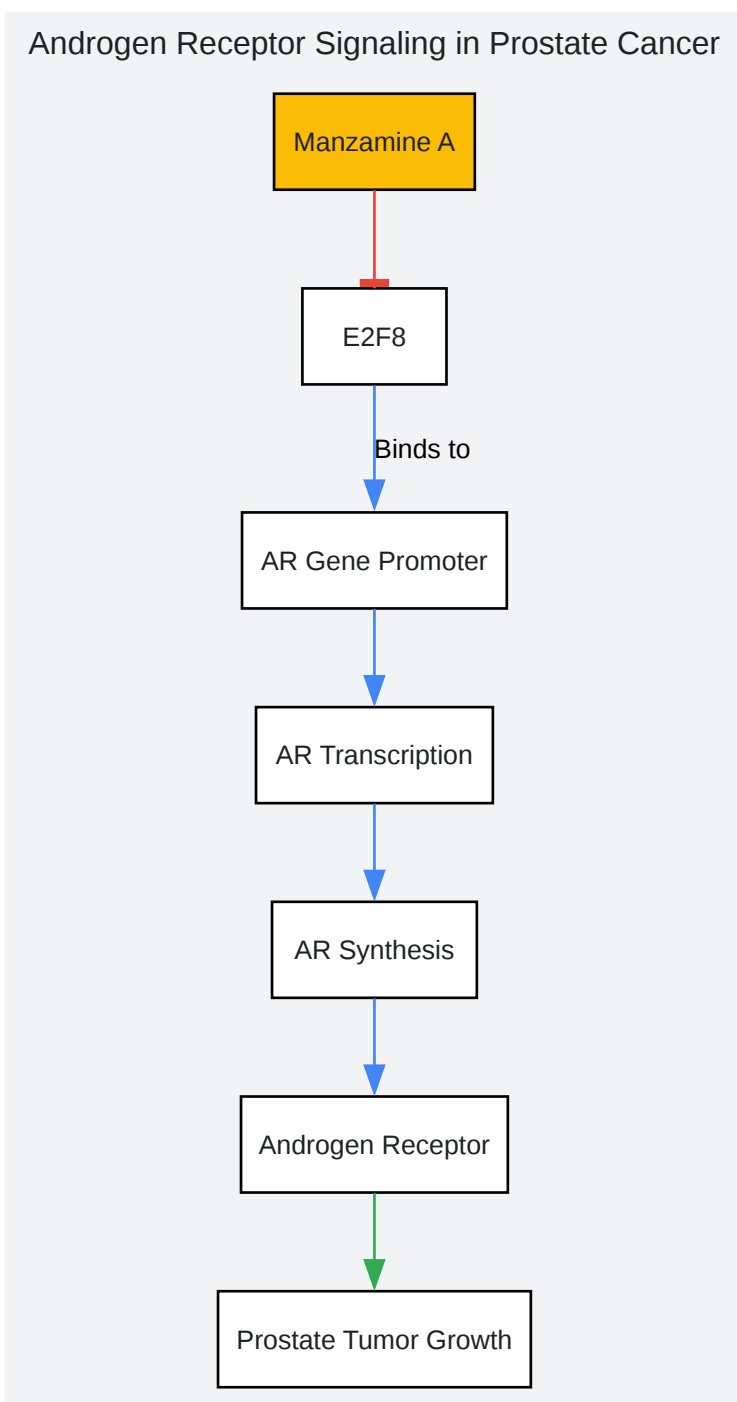 Androgen Receptor Signaling in Prostate Cancer
Manzamine A
E2F8
Binds to
AR Gene Promoter
AR Transcription
AR Synthesis
Androgen Receptor
Prostate Tumor Growth